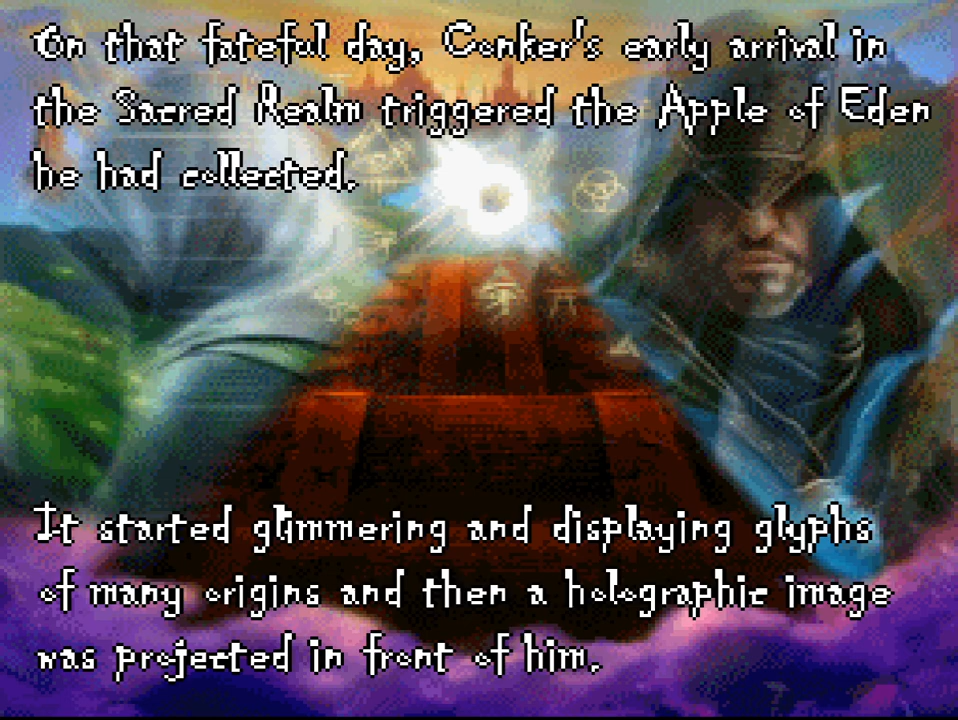 On that fateful day, Conker's early arrival in
the Sacred Realm triggered the Apple of Eden
he had collected.
It started glimmering and displaying glyphs
of many origins and then a holographic image
was projected in front of him.